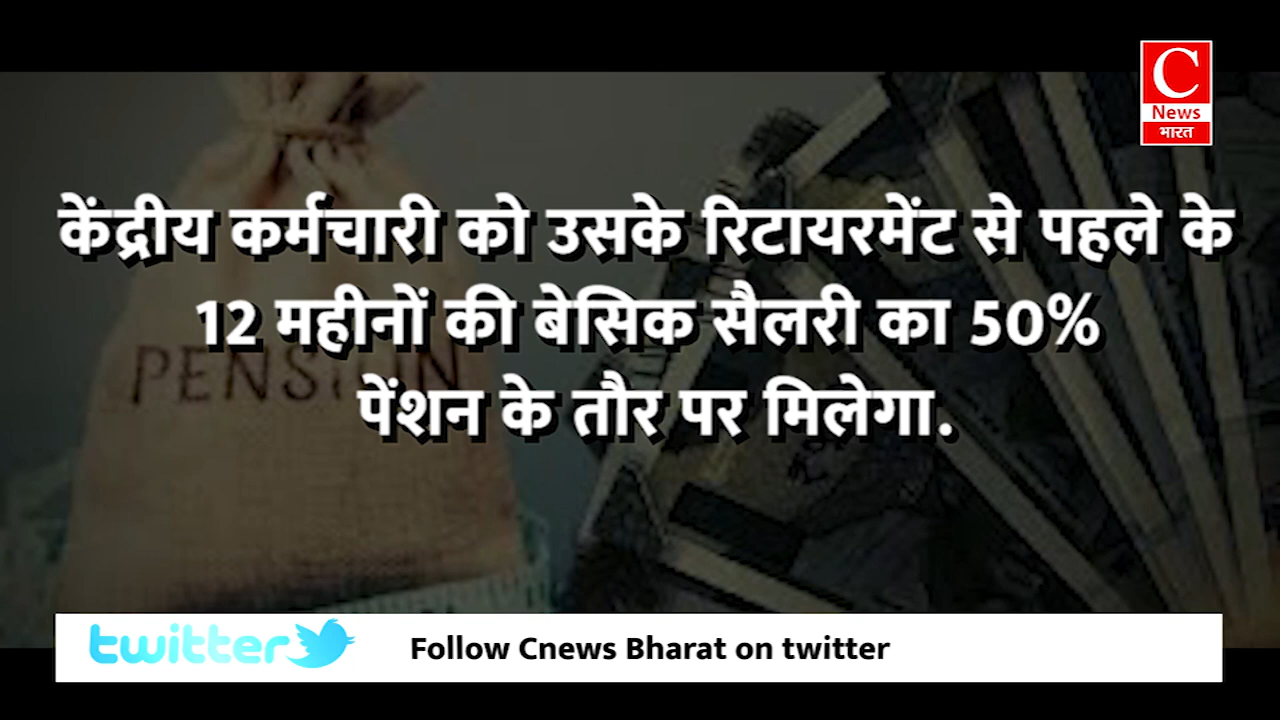 C
News
भारत
केंद्रीय कर्मचारी को उसके रिटायरमेंट से पहले के
12 महीनों की बेसिक सैलरी का 50%
पेंशन के तौर पर मिलेगा.
PENSION
twitter
Follow Cnews Bharat on twitter